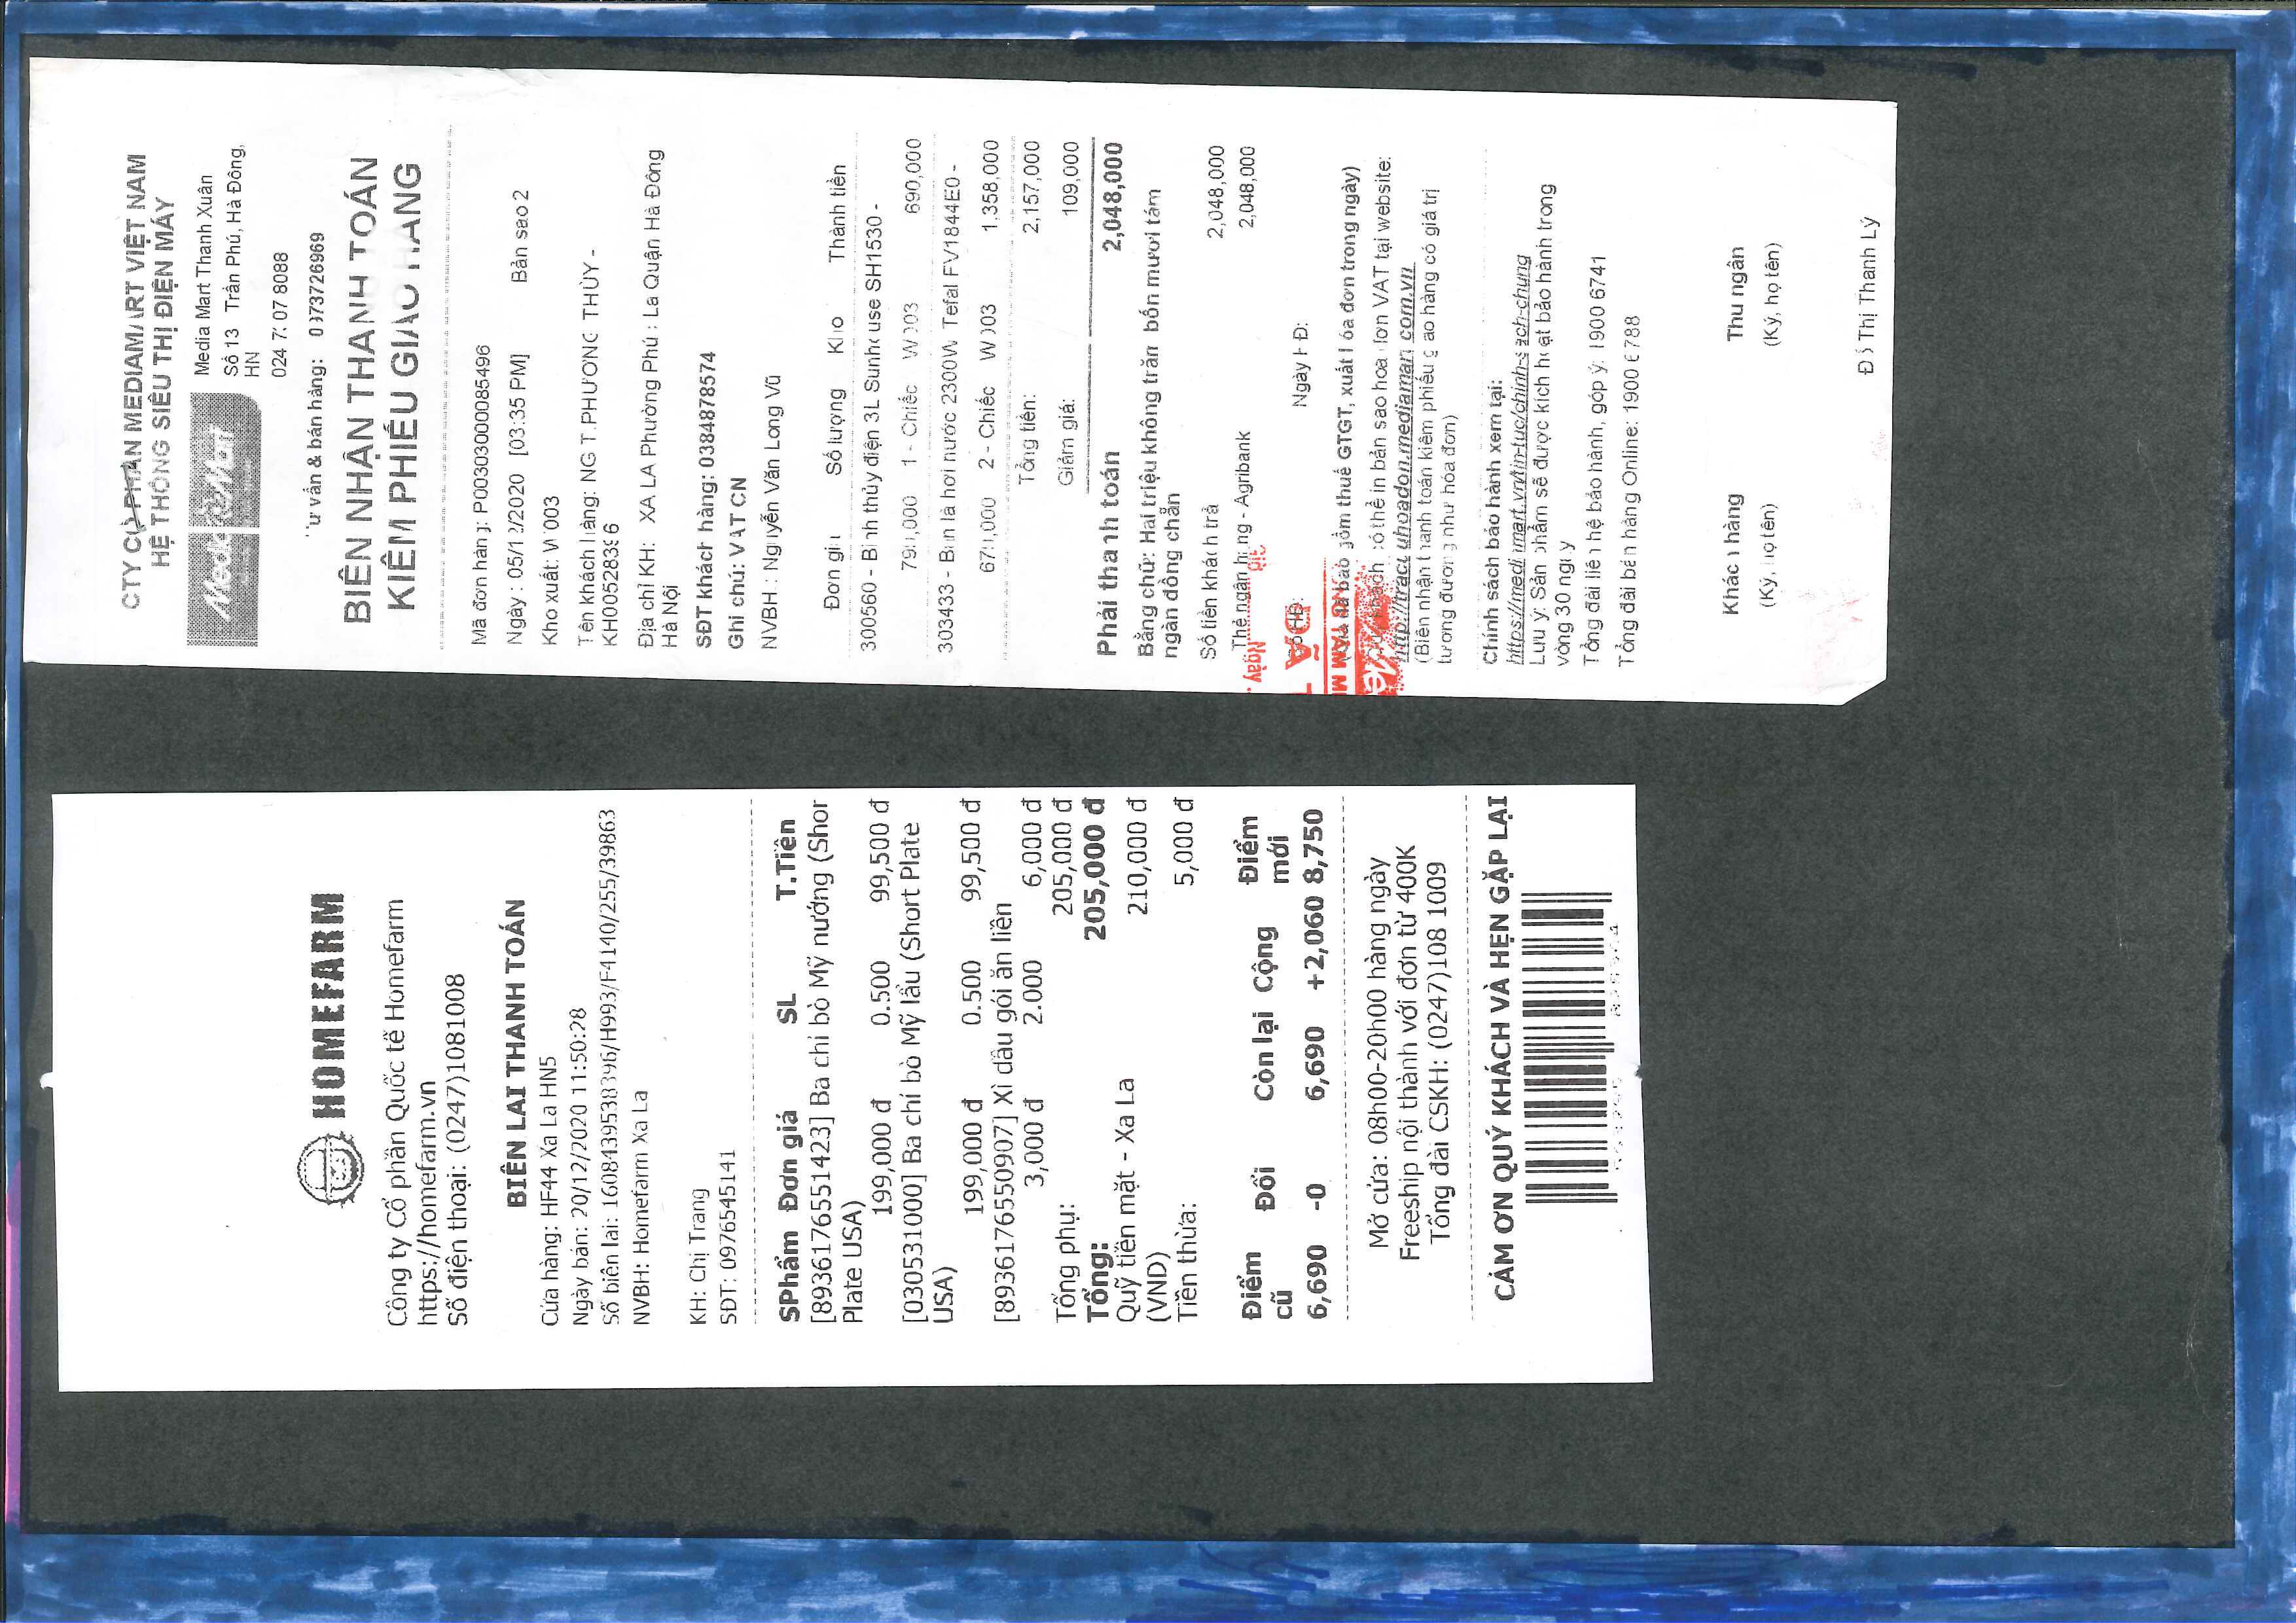 CTY CỔ PHẦN MEDIAMART VIỆT NAM
HỆ THỐNG SIÊU THỊ ĐIỆN MÁY
MediaMart
Media Mart Thanh Xuân
Số 13 Trần Phú, Hà Đông,
HN
024 7 07 8088
Tư vấn & bán hàng: 0973726969
BIÊN NHẬN THANH TOÁN
KIÊM PHIẾU GIAO HÀNG
Mã đơn hàng: PO03030000085496
Ngày : 05/12/2020 [03:35 PM] Bản sao 2
Kho xuất: W003
Tên khách hàng: NG T.PHƯƠNG THÙY -
KH00528396
Địa chỉ KH: XA LA Phường Phú La Quận Hà Đông
Hà Nội
SĐT khách hàng: 0384878574
Ghi chú: VAT CN
NVBH : Nguyễn Văn Long Vũ
Đơn giá Số lượng Kho Thành tiền
300560 - Bình thủy điện 3L Sunhouse SH1530 -
1 - Chiếc W003 690,000
303433 - Bàn là hơi nước 2300W Tefal FV1844E0 -
2 - Chiếc W003 1,358,000
Tổng tiền: 2,157,000
Giảm giá: 109,000
Phải thanh toán 2,048,000
Bằng chữ: Hai triệu không trăm bốn mươi tám
ngàn đồng chẵn
Số tiền khách trả 2,048,000
Thẻ ngân hàng - Agribank 2,048,000
Ngày
Số HĐ: Ngày HĐ:
ĐÃ
(Giá đã bao gồm thuế GTGT, xuất hóa đơn trong ngày)
có thể in bản sao hóa đơn VAT tại website:
http://tracuuhoadon.mediamart.com.vn
(Biên nhận thanh toán kiêm phiếu giao hàng có giá trị
tương đương như hóa đơn)
Chính sách bảo hành xem tại:
https://mediamart.vn/tin-tuc/chinh-sach-chung
Lưu ý: Sản phẩm sẽ được kích hoạt bảo hành trong
vòng 30 ngày
Tổng đài liên hệ bảo hành, góp ý: 1900 6741
Tổng đài bán hàng Online: 1900 6788
Khách hàng Thu ngân
(Ký, họ tên) (Ký, họ tên)
Đỗ Thị Thanh Lý
HOMEFARM
Công ty Cổ phần Quốc tế Homefarm
https://homefarm.vn
Số điện thoại: (0247)1081008
BIÊN LAI THANH TOÁN
Cửa hàng: HF44 Xa La HN5
Ngày bán: 20/12/2020 11:50:28
Số biên lai: 1608439538396/H993/F4140/255/39863
NVBH: Homefarm Xa La
KH: Chị Trang
SĐT: 0976545141
SPhẩm Đơn giá SL T.Tiền
[8936176551423] Ba chỉ bò Mỹ nướng (Shor
Plate USA)
199,000 đ 0.500 99,500 đ
[030531000] Ba chỉ bò Mỹ lẩu (Short Plate
USA)
199,000 đ 0.500 99,500 đ
[8936176550907] Xì dầu gói ăn liền
3,000 đ 2.000 6,000 đ
Tổng phụ: 205,000 đ
Tổng: 205,000 đ
Quỹ tiền mặt - Xa La 210,000 đ
(VND)
Tiền thừa: 5,000 đ
Điểm Đổi Còn lại Cộng Điểm
cũ mới
6,690 -0 6,690 +2,060 8,750
Mở cửa: 08h00-20h00 hàng ngày
Freeship nội thành với đơn từ 400K
Tổng đài CSKH: (0247)108 1009
CẢM ƠN QUÝ KHÁCH VÀ HẸN GẶP LẠI